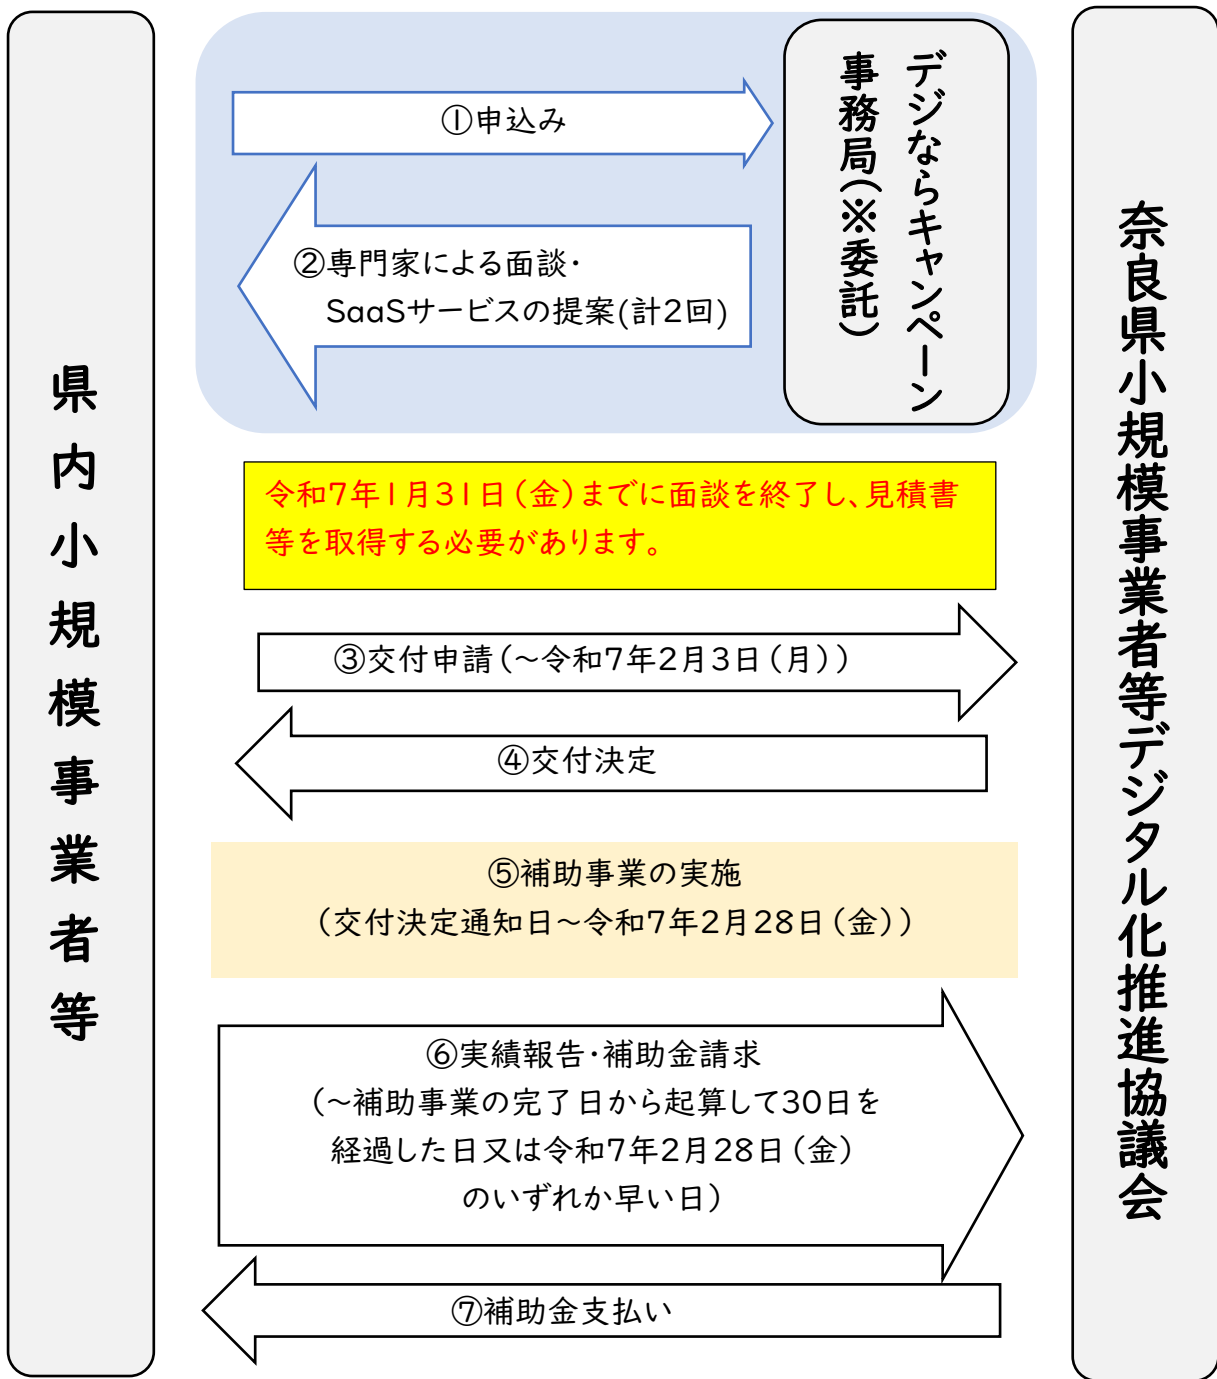 県内小規模事業者等
①申込み
デジならキャンペーン
事務局(※委託)
②専門家による面談・
SaaSサービスの提案(計2回)
令和7年1月31日(金)までに面談を終了し、見積書
等を取得する必要があります。
③交付申請(~令和7年2月3日(月))
④交付決定
⑤補助事業の実施
(交付決定通知日~令和7年2月28日(金))
⑥実績報告・補助金請求
(~補助事業の完了日から起算して30日を
経過した日又は令和7年2月28日(金)
のいずれか早い日)
⑦補助金支払い
奈良県小規模事業者等デジタル化推進協議会